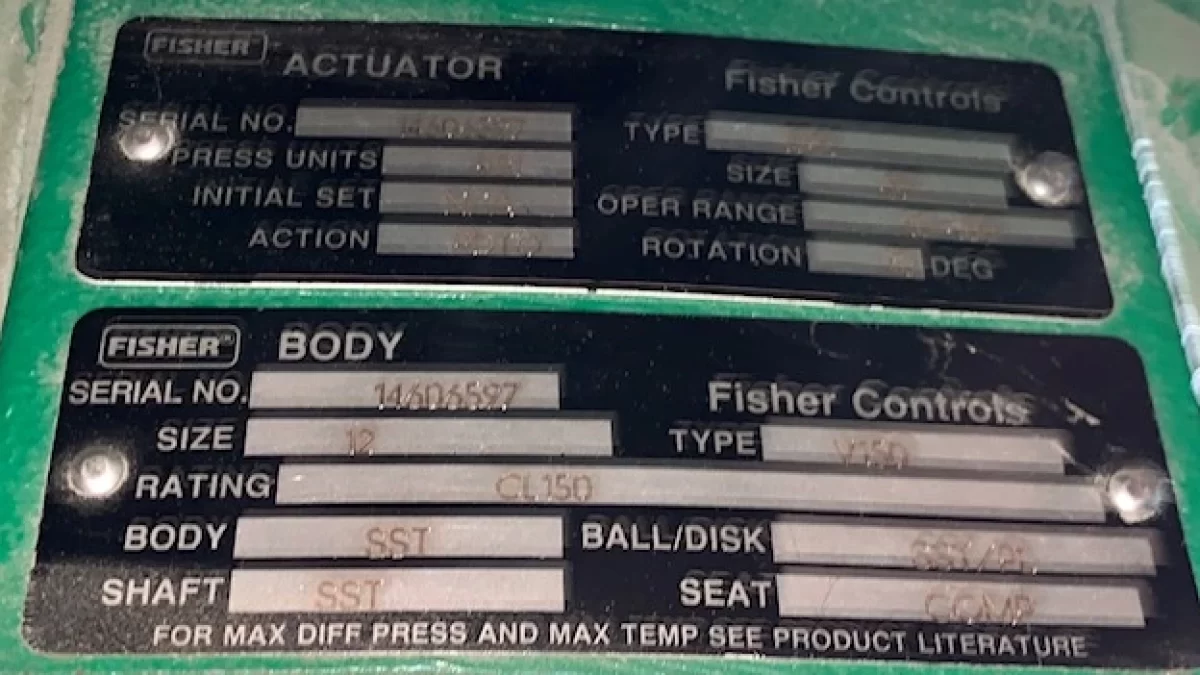 FISHER ACTUATOR Fisher Controls
SERIAL NO. 14606597 TYPE
PRESS UNITS SIZE
INITIAL SET OPER RANGE
ACTION ROTATION DEG
FISHER® BODY
SERIAL NO. 14606597 Fisher Controls
SIZE 12 TYPE V150
RATING CL150
BODY SST BALL/DISK
SHAFT SST SEAT COMP
FOR MAX DIFF PRESS AND MAX TEMP SEE PRODUCT LITERATURE